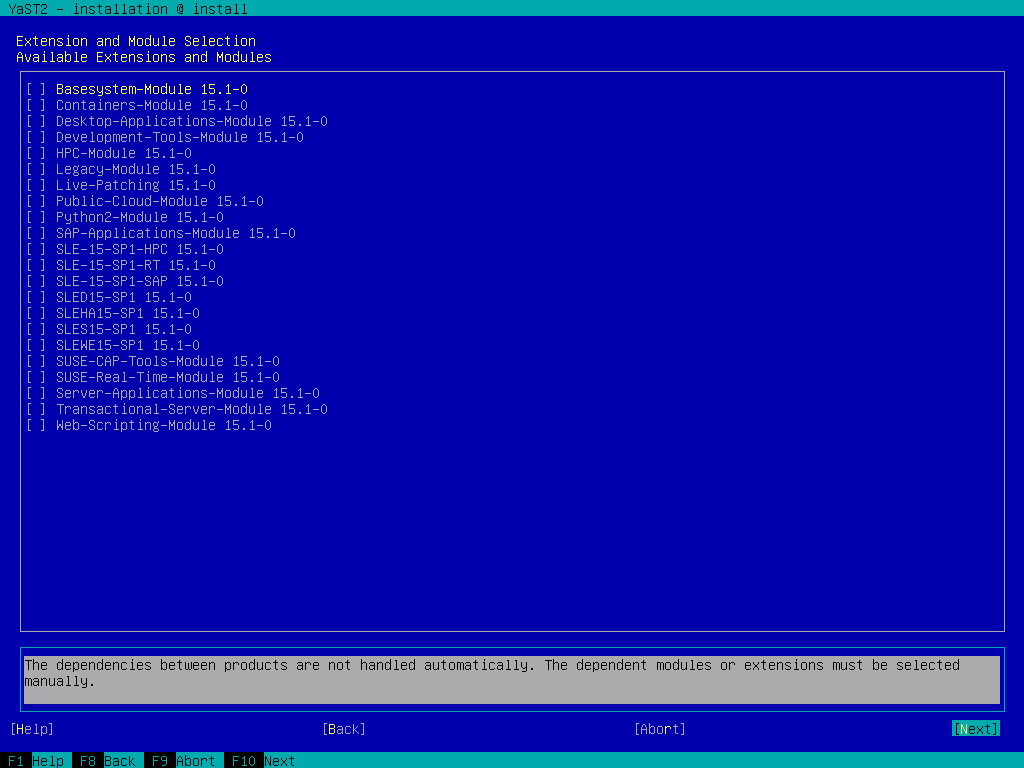 YaST2 - installation @ install
Extension and Module Selection
Available Extensions and Modules
[ ] Basesystem-Module 15.1-0
[ ] Containers-Module 15.1-0
[ ] Desktop-Applications-Module 15.1-0
[ ] Development-Tools-Module 15.1-0
[ ] HPC-Module 15.1-0
[ ] Legacy-Module 15.1-0
[ ] Live-Patching 15.1-0
[ ] Public-Cloud-Module 15.1-0
[ ] Python2-Module 15.1-0
[ ] SAP-Applications-Module 15.1-0
[ ] SLE-15-SP1-HPC 15.1-0
[ ] SLE-15-SP1-RT 15.1-0
[ ] SLE-15-SP1-SAP 15.1-0
[ ] SLED15-SP1 15.1-0
[ ] SLEHA15-SP1 15.1-0
[ ] SLES15-SP1 15.1-0
[ ] SLEWE15-SP1 15.1-0
[ ] SUSE-CAP-Tools-Module 15.1-0
[ ] SUSE-Real-Time-Module 15.1-0
[ ] Server-Applications-Module 15.1-0
[ ] Transactional-Server-Module 15.1-0
[ ] Web-Scripting-Module 15.1-0
The dependencies between products are not handled automatically. The dependent modules or extensions must be selected
manually.
[Help] [Back] [Abort] [Next]
F1 Help F8 Back F9 Abort F10 Next